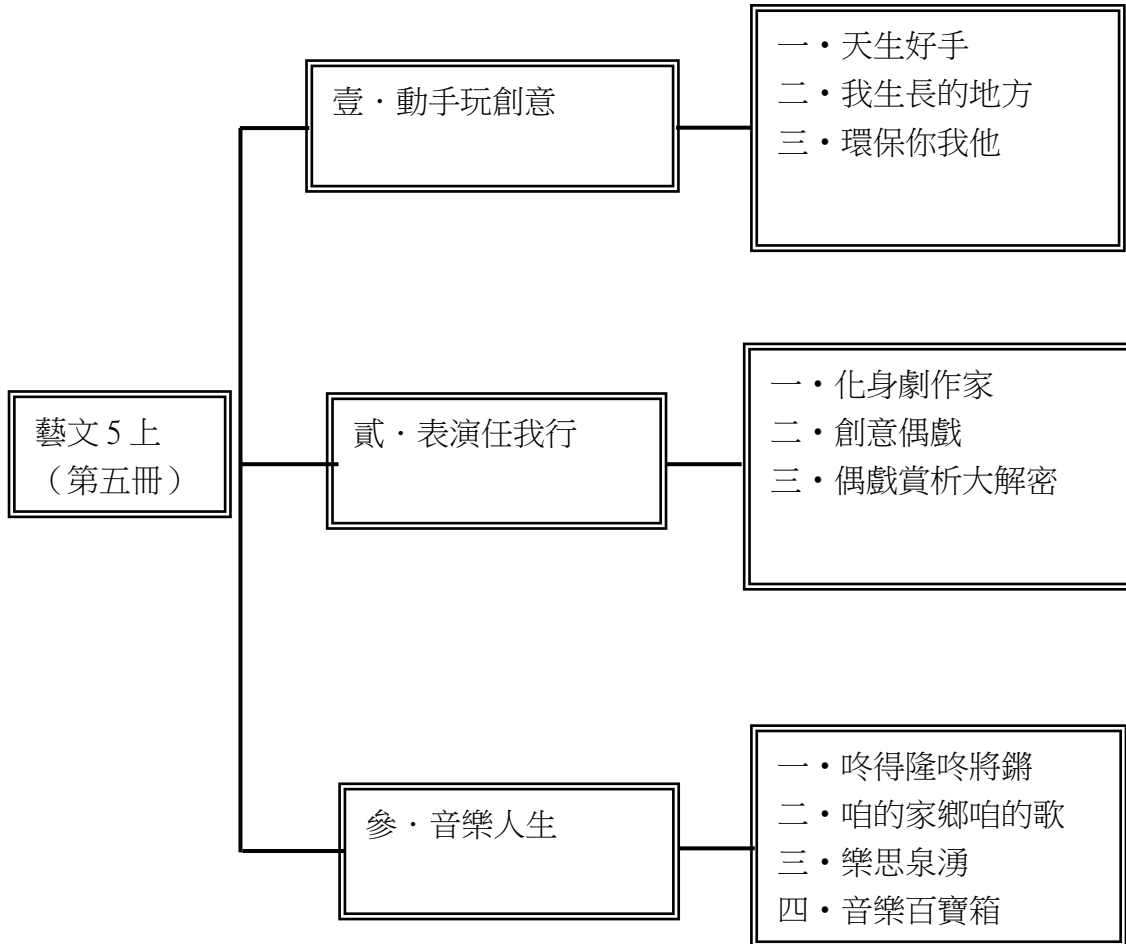 藝文5上
（第五冊）
壹．動手玩創意
一・天生好手
二・我生長的地方
三・環保你我他
貳．表演任我行
一・化身劇作家
二・創意偶戲
三・偶戲賞析大解密
參．音樂人生
一・咚得隆咚將鏘
二・咱的家鄉咱的歌
三・樂思泉湧
四・音樂百寶箱